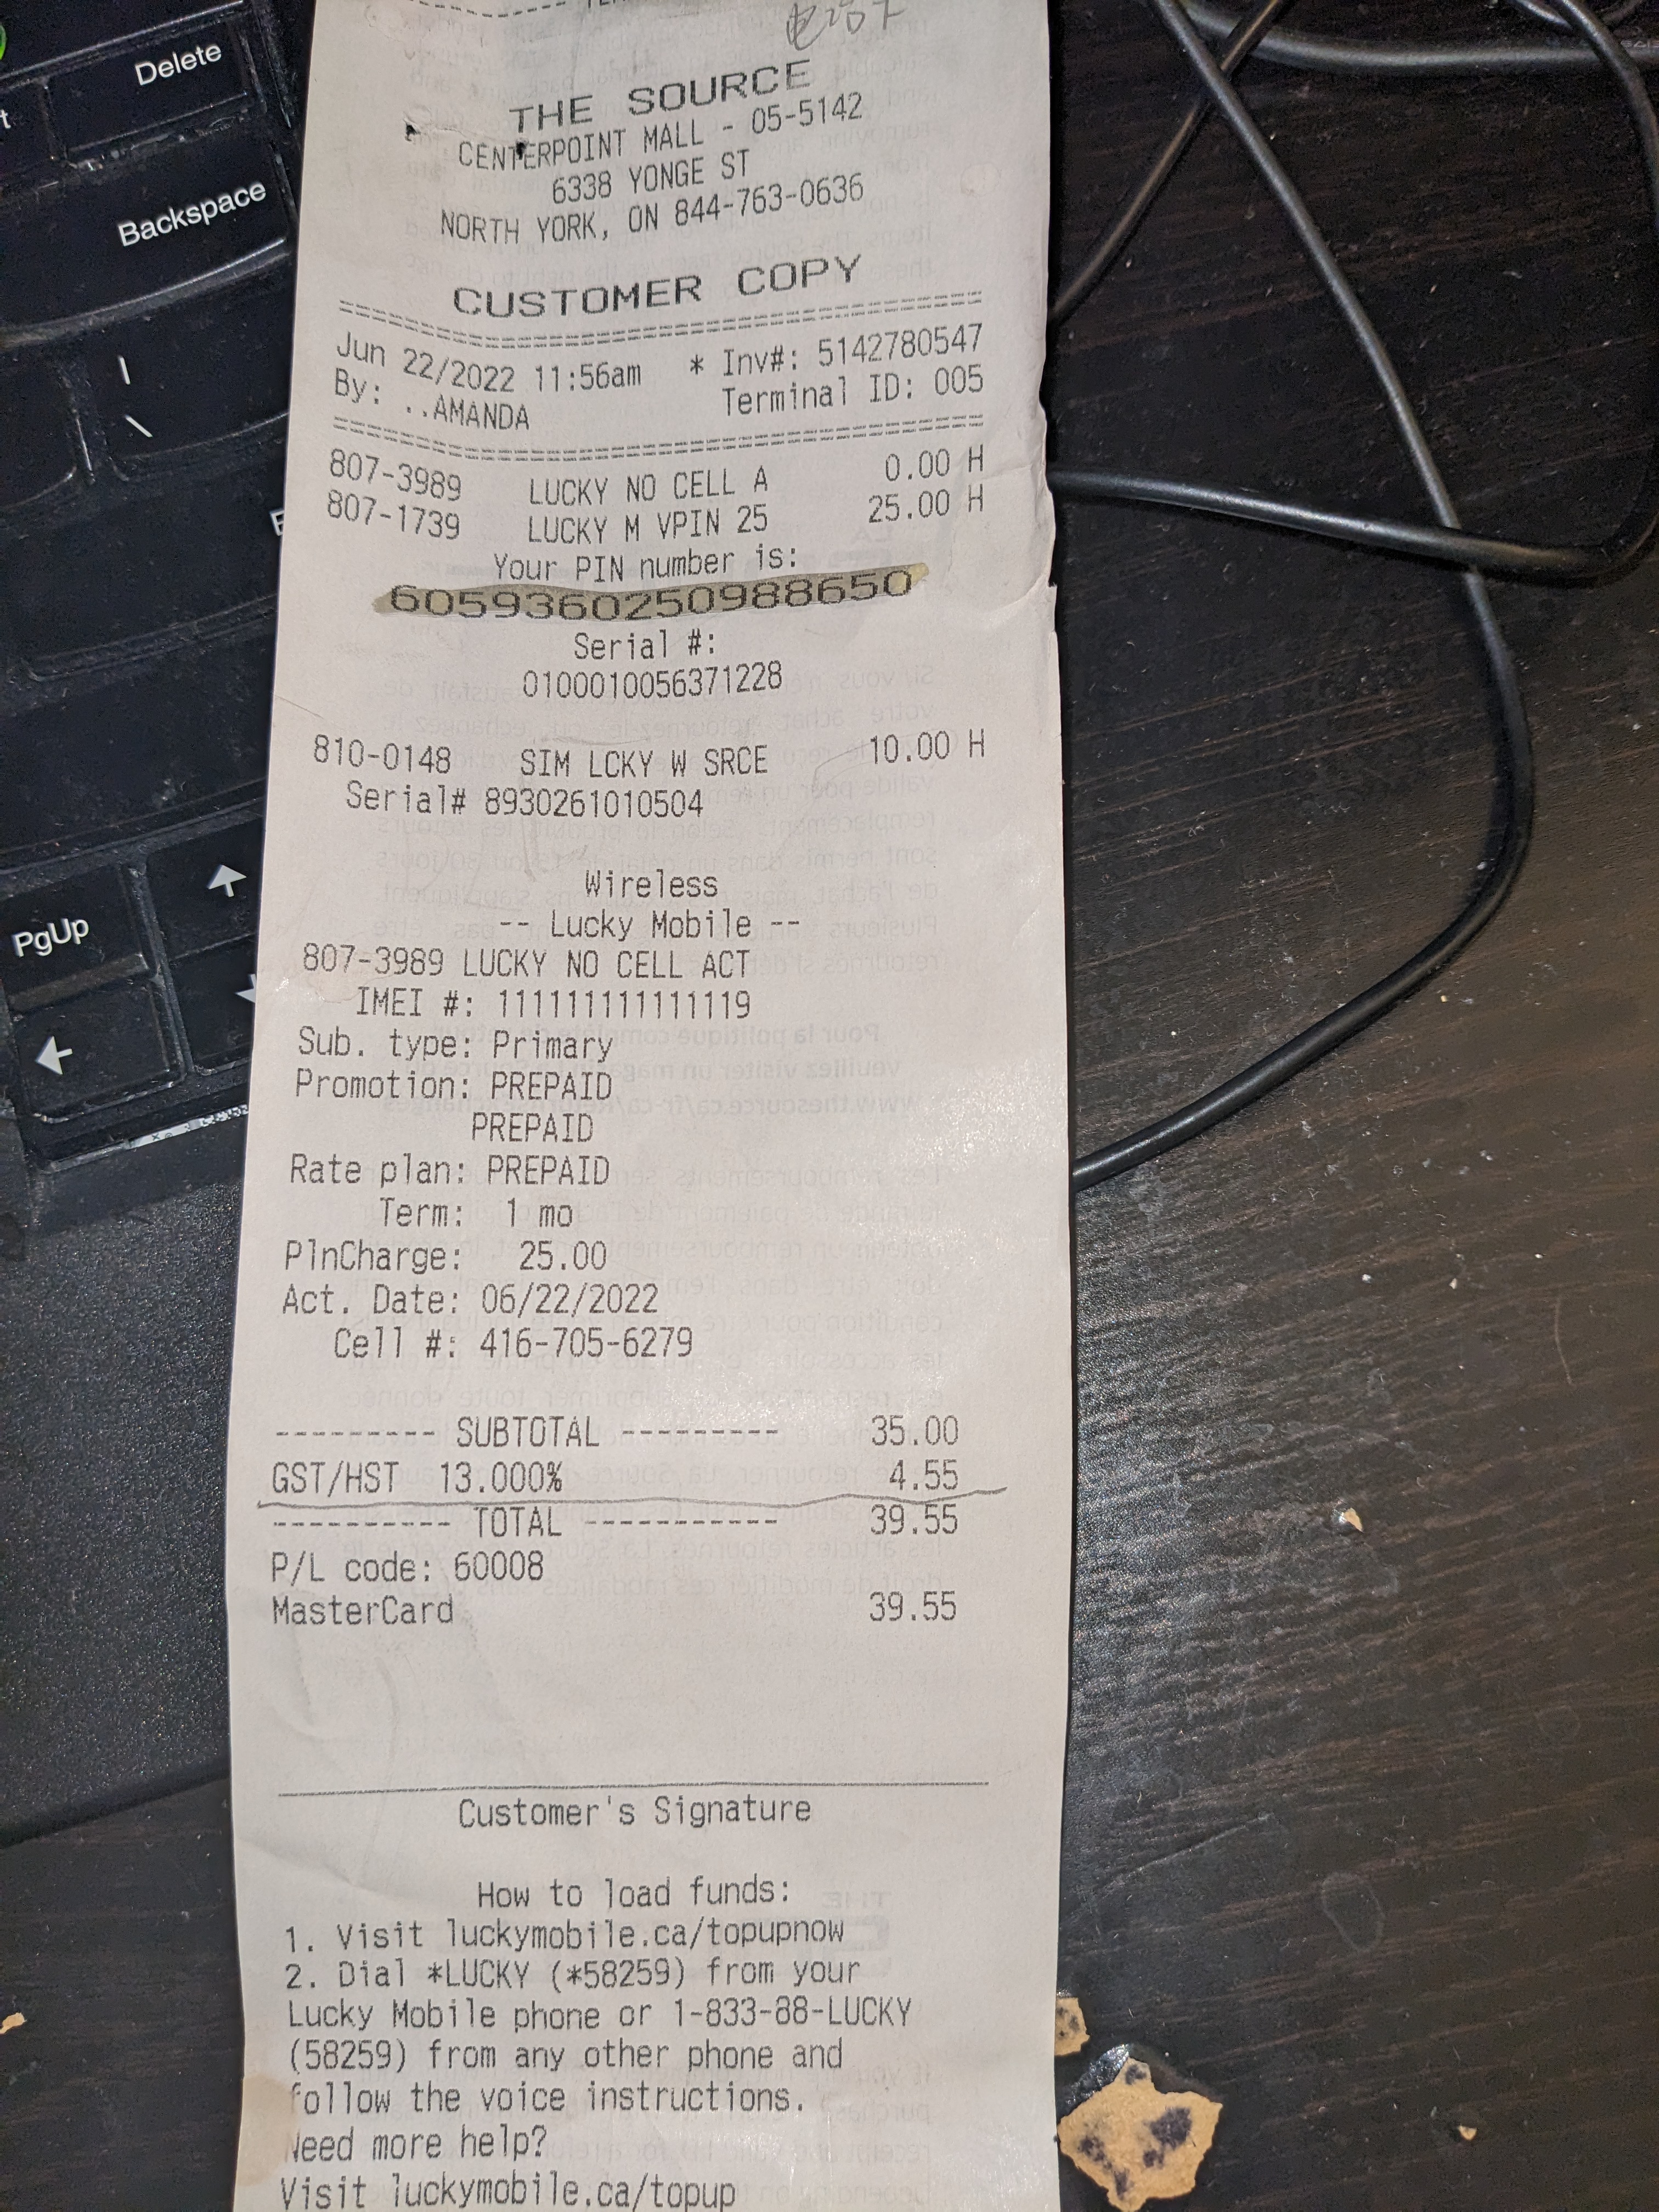 Delete
Backspace
PgUp
THE SOURCE
CENTERPOINT MALL - 05-5142
6338 YONGE ST
NORTH YORK, ON 844-763-0636
CUSTOMER COPY
Jun 22/2022 11:56am * Inv#: 5142780547
By: ..AMANDA Terminal ID: 005
807-3989 LUCKY NO CELL A 0.00 H
807-1739 LUCKY M VPIN 25 25.00 H
Your PIN number is:
6059360250988650
Serial #:
0100010056371228
810-0148 SIM LCKY W SRCE 10.00 H
Serial# 8930261010504
Wireless
-- Lucky Mobile --
807-3989 LUCKY NO CELL ACT
IMEI #: 111111111111119
Sub. type: Primary
Promotion: PREPAID
PREPAID
Rate plan: PREPAID
Term: 1 mo
PlnCharge: 25.00
Act. Date: 06/22/2022
Cell #: 416-705-6279
--------- SUBTOTAL --------- 35.00
GST/HST 13.000% 4.55
---------- TOTAL ----------- 39.55
P/L code: 60008
MasterCard 39.55
Customer's Signature
How to load funds:
1. Visit luckymobile.ca/topupnow
2. Dial *LUCKY (*58259) from your
Lucky Mobile phone or 1-833-88-LUCKY
(58259) from any other phone and
follow the voice instructions.
Need more help?
Visit luckymobile.ca/topup